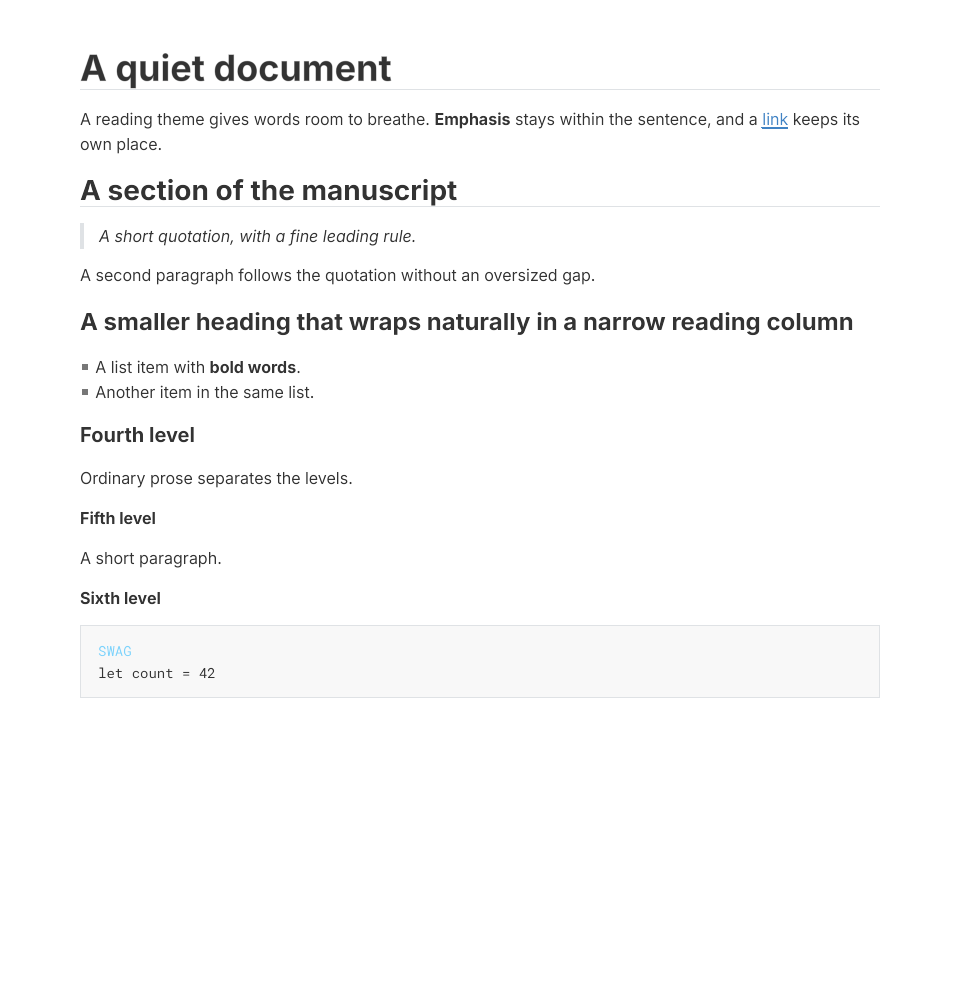 A quiet document
A reading theme gives words room to breathe. Emphasis stays within the sentence, and a link keeps its
own place.
A section of the manuscript
A short quotation, with a fine leading rule.
A second paragraph follows the quotation without an oversized gap.
A smaller heading that wraps naturally in a narrow reading column
A list item with bold words.
Another item in the same list.
Fourth level
Ordinary prose separates the levels.
Fifth level
A short paragraph.
Sixth level
SWAG
let count = 42